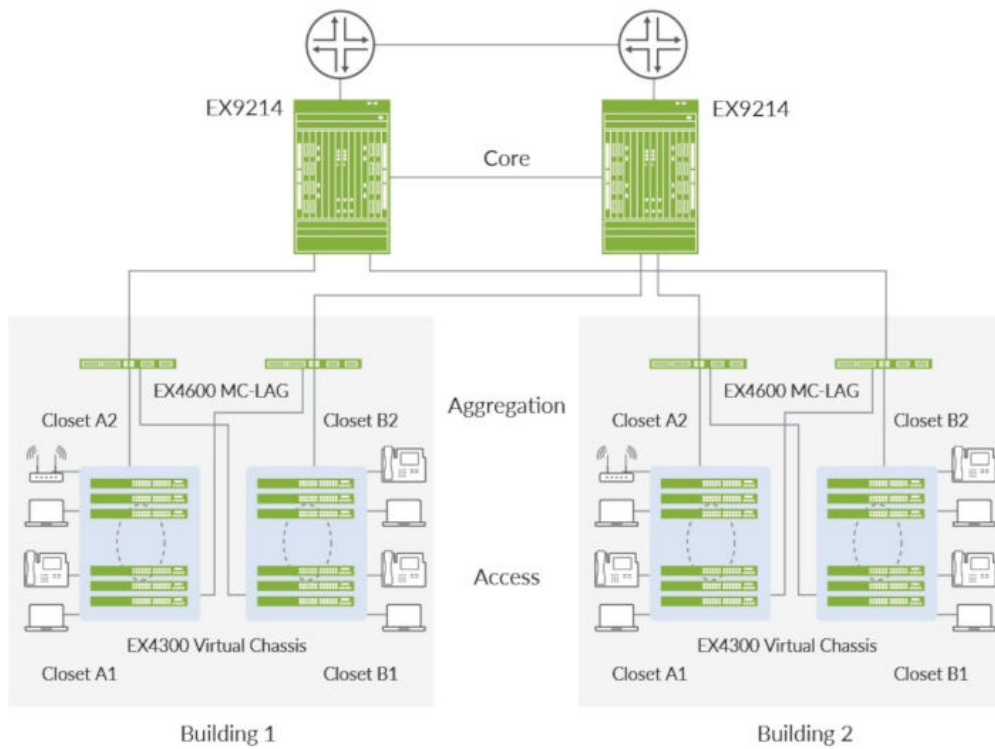 EX9214
EX9214
Core
EX4600 MC-LAG
EX4600 MC-LAG
Closet A2
Closet B2
Aggregation
Closet A2
Closet B2
Access
EX4300 Virtual Chassis
EX4300 Virtual Chassis
Closet A1
Closet B1
Closet A1
Closet B1
Building 1
Building 2